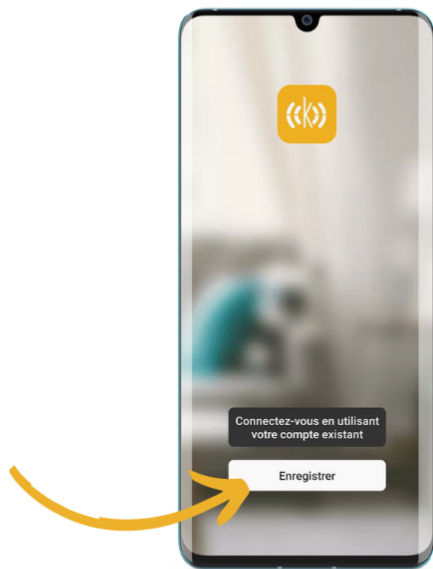 ((k))
Connectez-vous en utilisant
votre compte existant
Enregistrer